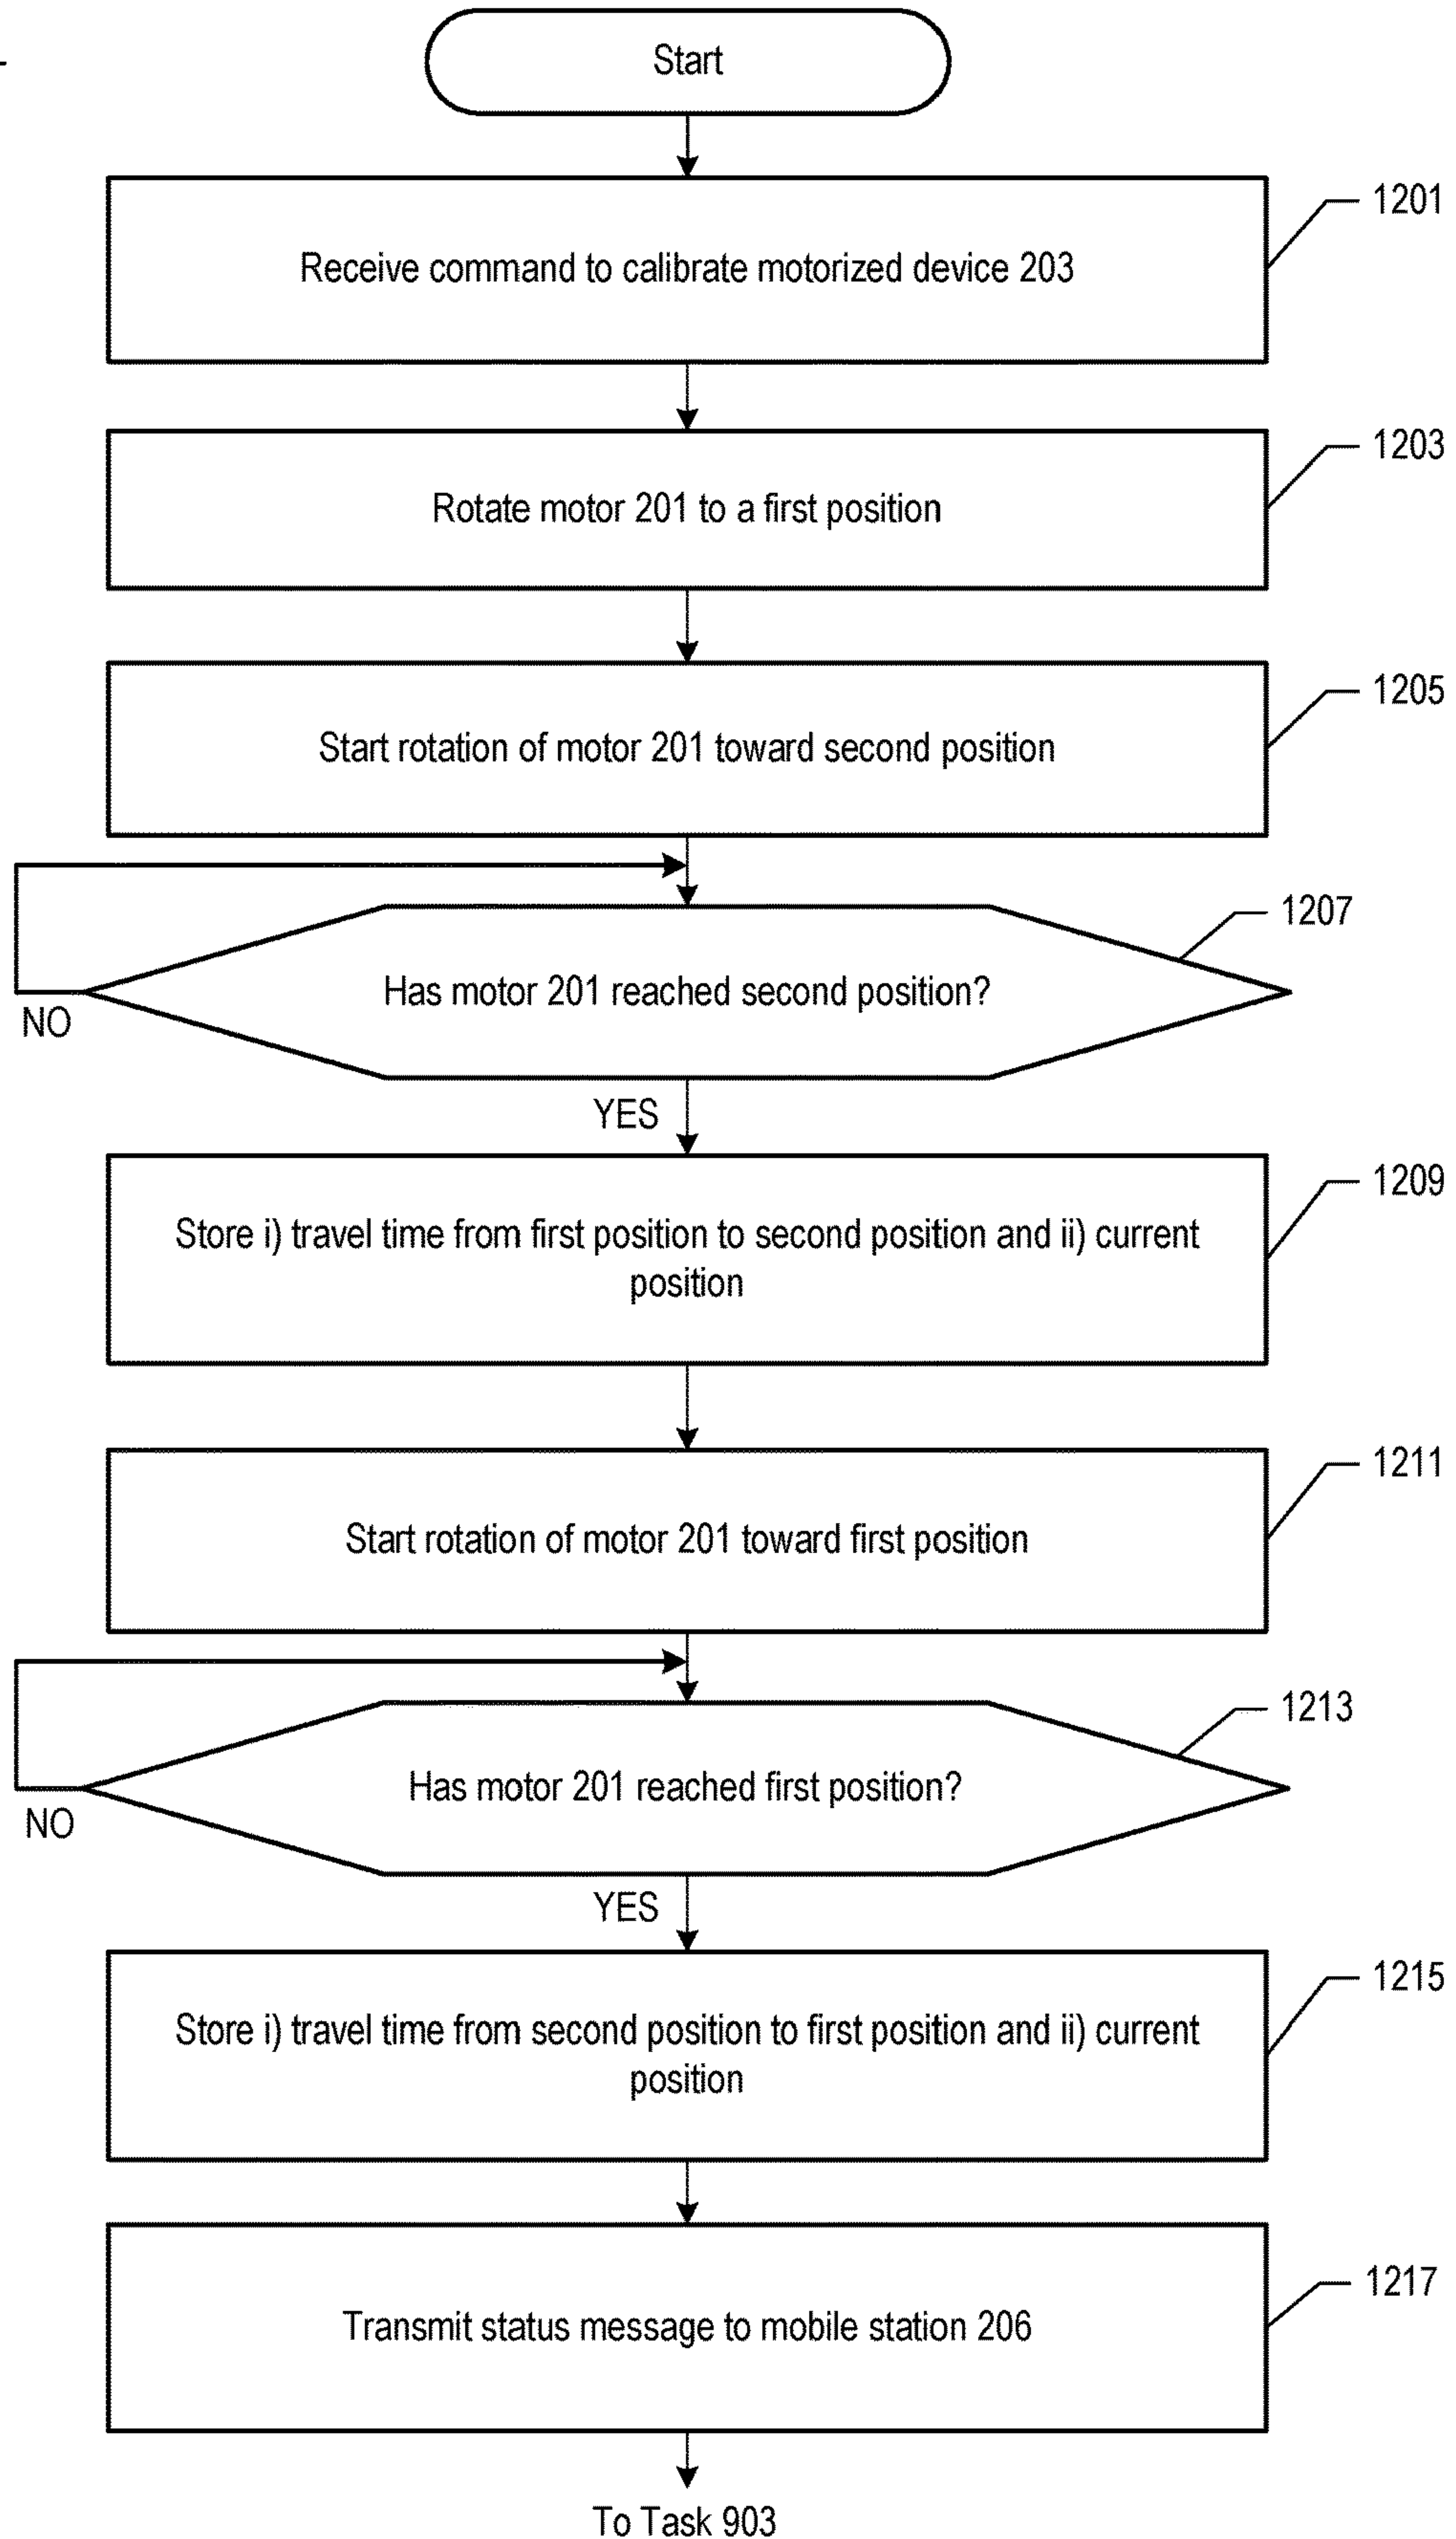 Start
1201
Receive command to calibrate motorized device 203
1203
Rotate motor 201 to a first position
1205
Start rotation of motor 201 toward second position
1207
Has motor 201 reached second position?
NO
YES
1209
Store i) travel time from first position to second position and ii) current
position
1211
Start rotation of motor 201 toward first position
1213
Has motor 201 reached first position?
NO
YES
1215
Store i) travel time from second position to first position and ii) current
position
1217
Transmit status message to mobile station 206
To Task 903